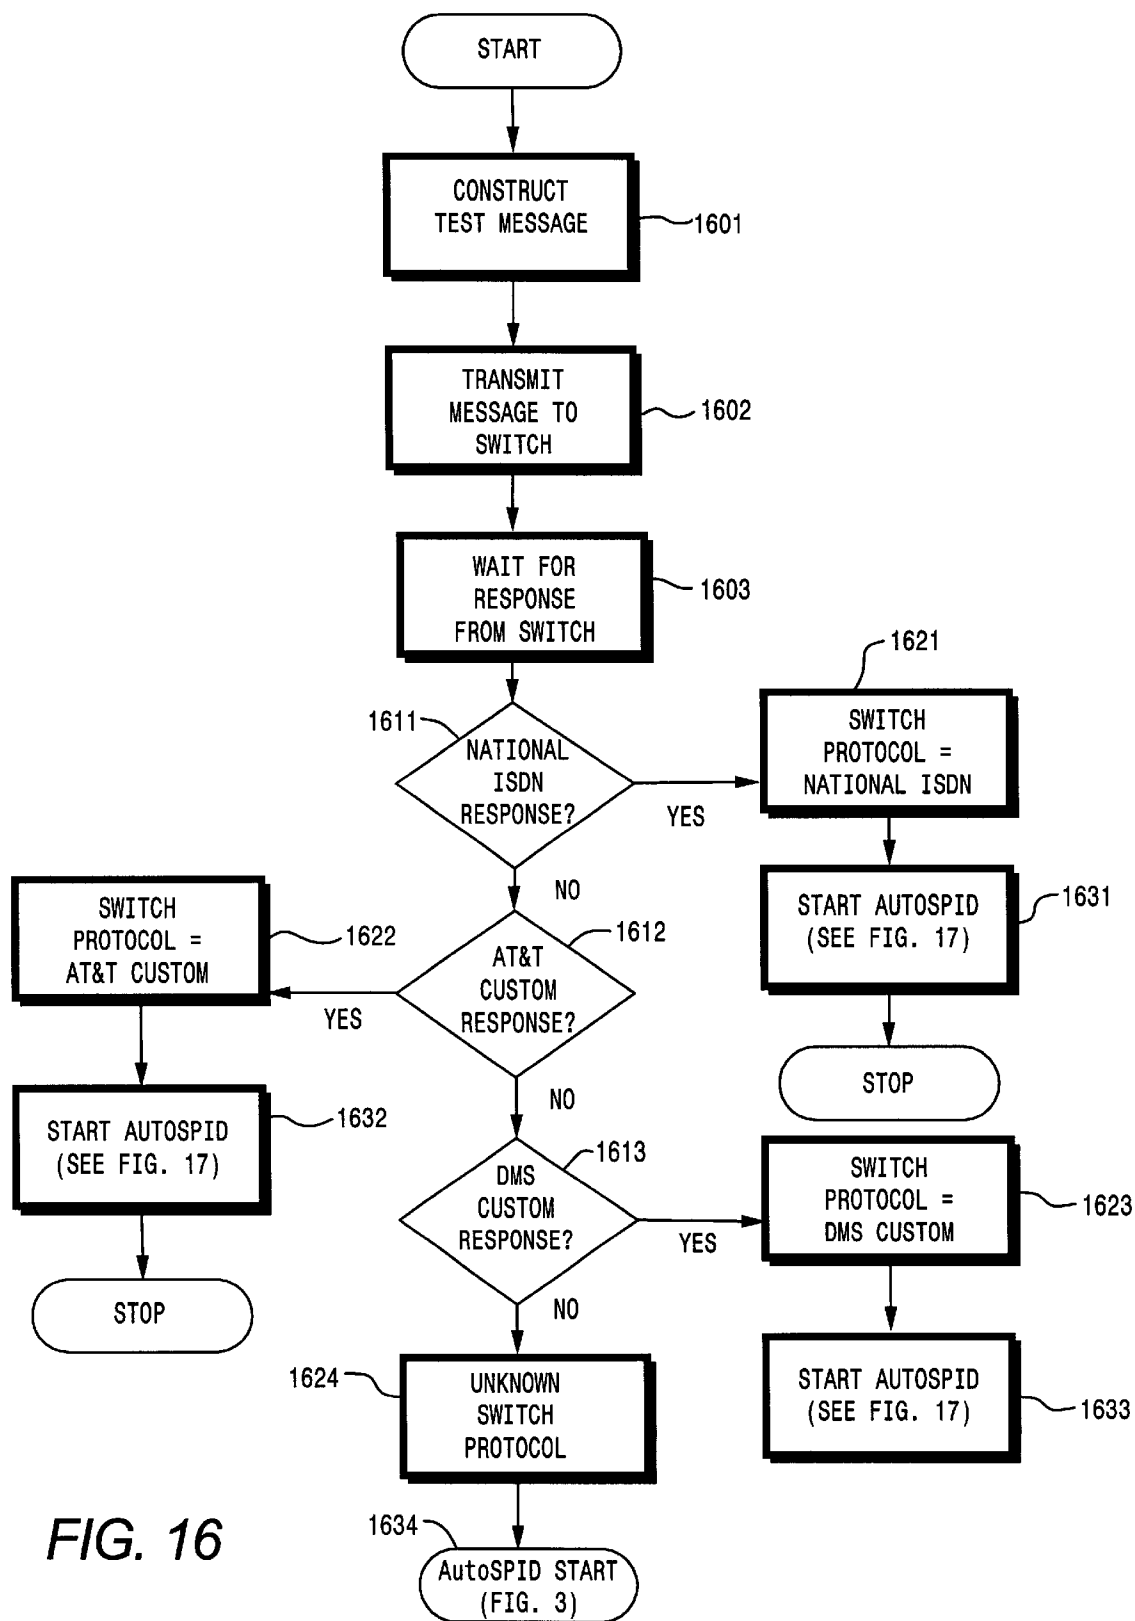 START
CONSTRUCT
TEST MESSAGE
1601
TRANSMIT
MESSAGE TO
SWITCH
1602
WAIT FOR
RESPONSE
FROM SWITCH
1603
1611
NATIONAL
ISDN
RESPONSE?
YES
NO
1621
SWITCH
PROTOCOL =
NATIONAL ISDN
START AUTOSPID
(SEE FIG. 17)
1631
STOP
1612
AT&T
CUSTOM
RESPONSE?
YES
NO
SWITCH
PROTOCOL =
AT&T CUSTOM
1622
START AUTOSPID
(SEE FIG. 17)
1632
STOP
1613
DMS
CUSTOM
RESPONSE?
YES
NO
SWITCH
PROTOCOL =
DMS CUSTOM
1623
START AUTOSPID
(SEE FIG. 17)
1633
1624
UNKNOWN
SWITCH
PROTOCOL
1634
AutoSPID START
(FIG. 3)
FIG. 16